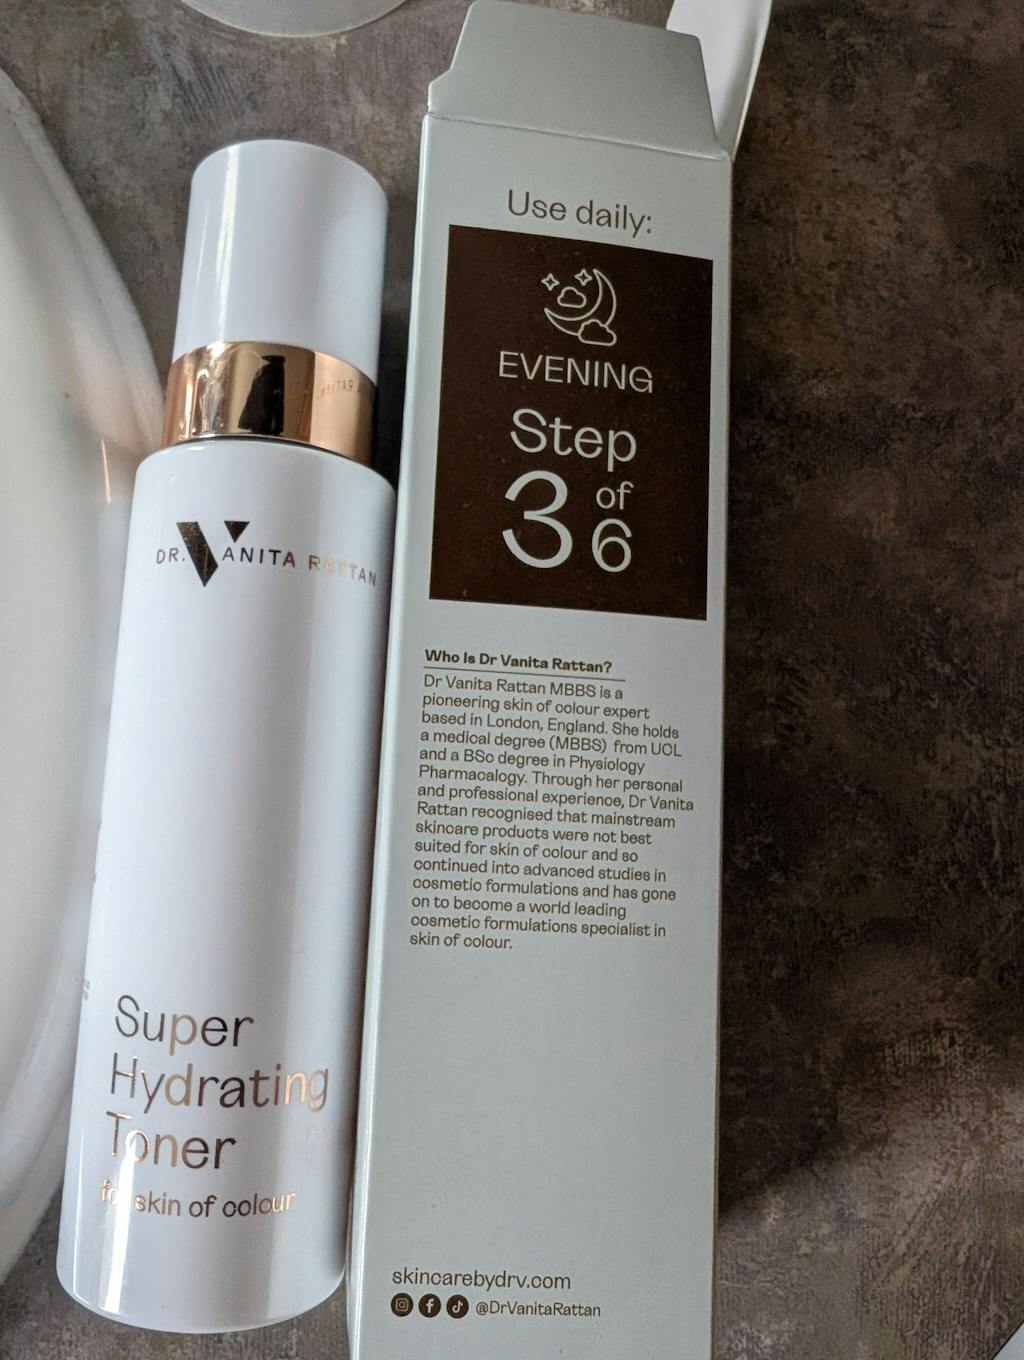 DR. VANITA RATTAN
Super
Hydrating
Toner
for skin of colour
Use daily:
EVENING
Step
3 of 6
Who Is Dr Vanita Rattan?
Dr Vanita Rattan MBBS is a
pioneering skin of colour expert
based in London, England. She holds
a medical degree (MBBS) from UCL
and a BSc degree in Physiology
Pharmacalogy. Through her personal
and professional experience, Dr Vanita
Rattan recognised that mainstream
skincare products were not best
suited for skin of colour and so
continued into advanced studies in
cosmetic formulations and has gone
on to become a world leading
cosmetic formulations specialist in
skin of colour.
skincarebydrv.com
@DrVanitaRattan